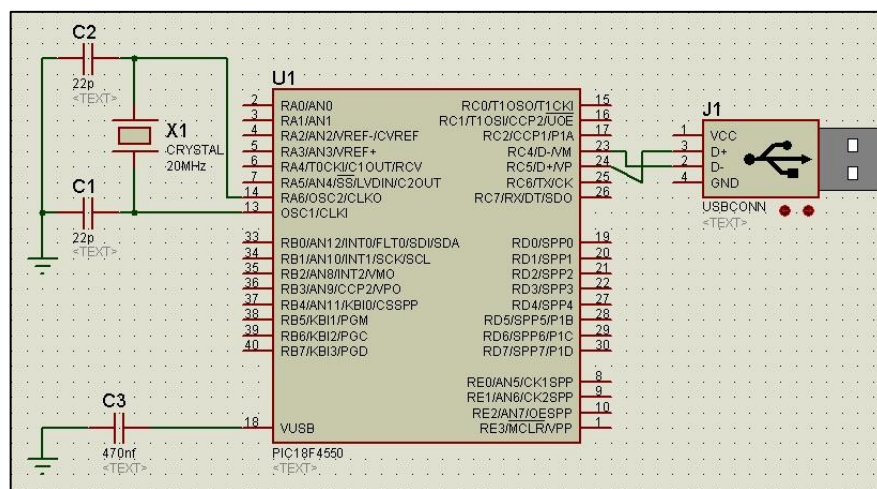 C2
22p
<TEXT>
X1
CRYSTAL
20MHz
<TEXT>
C1
22p
<TEXT>
C3
470nf
<TEXT>
U1
2 RA0/AN0
3 RA1/AN1
4 RA2/AN2/VREF-/CVREF
5 RA3/AN3/VREF+
6 RA4/T0CKI/C1OUT/RCV
7 RA5/AN4/SS/LVDIN/C2OUT
14 RA6/OSC2/CLKO
13 OSC1/CLKI
33 RB0/AN12/INT0/FLT0/SDI/SDA
34 RB1/AN10/INT1/SCK/SCL
35 RB2/AN8/INT2/VMO
36 RB3/AN9/CCP2/VPO
37 RB4/AN11/KBI0/CSSPP
38 RB5/KBI1/PGM
39 RB6/KBI2/PGC
40 RB7/KBI3/PGD
18 VUSB
RC0/T1OSO/T1CKI 15
RC1/T1OSI/CCP2/UOE 16
RC2/CCP1/P1A 17
RC4/D-/VM 23
RC5/D+/VP 24
RC6/TX/CK 25
RC7/RX/DT/SDO 26
RD0/SPP0 19
RD1/SPP1 20
RD2/SPP2 21
RD3/SPP3 22
RD4/SPP4 27
RD5/SPP5/P1B 28
RD6/SPP6/P1C 29
RD7/SPP7/P1D 30
RE0/AN5/CK1SPP 8
RE1/AN6/CK2SPP 9
RE2/AN7/OESPP 10
RE3/MCLR/VPP 1
PIC18F4550
<TEXT>
J1
1 VCC
3 D+
2 D-
4 GND
USBCONN
<TEXT>